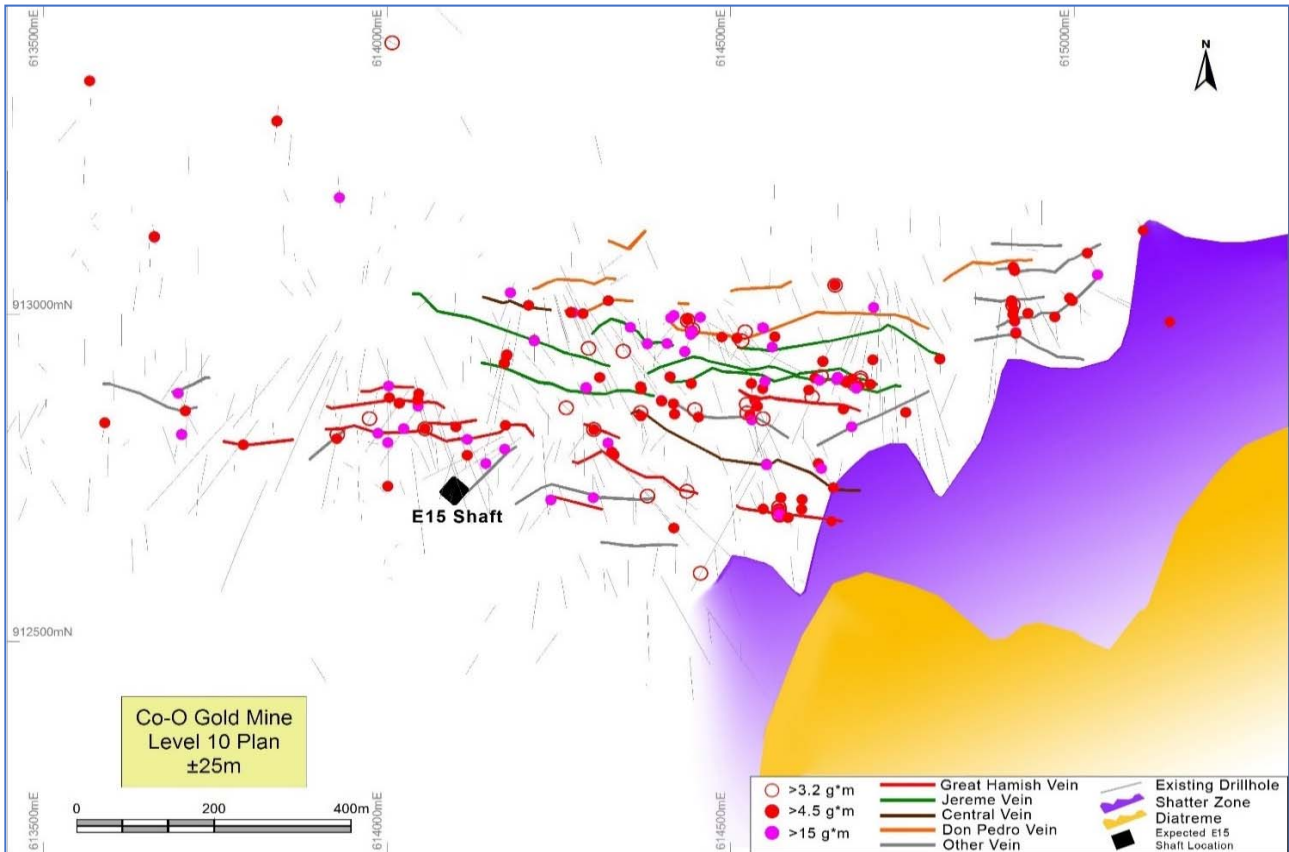 613500mE
614000mE
614500mE
615000mE
N
913000mN
E15 Shaft
912500mN
Co-O Gold Mine
Level 10 Plan
±25m
0 200 400m
613500mE
614000mE
614500mE
>3.2 g*m
>4.5 g*m
>15 g*m
Great Hamish Vein
Jereme Vein
Central Vein
Don Pedro Vein
Other Vein
Existing Drillhole
Shatter Zone
Diatreme
Expected E15
Shaft Location